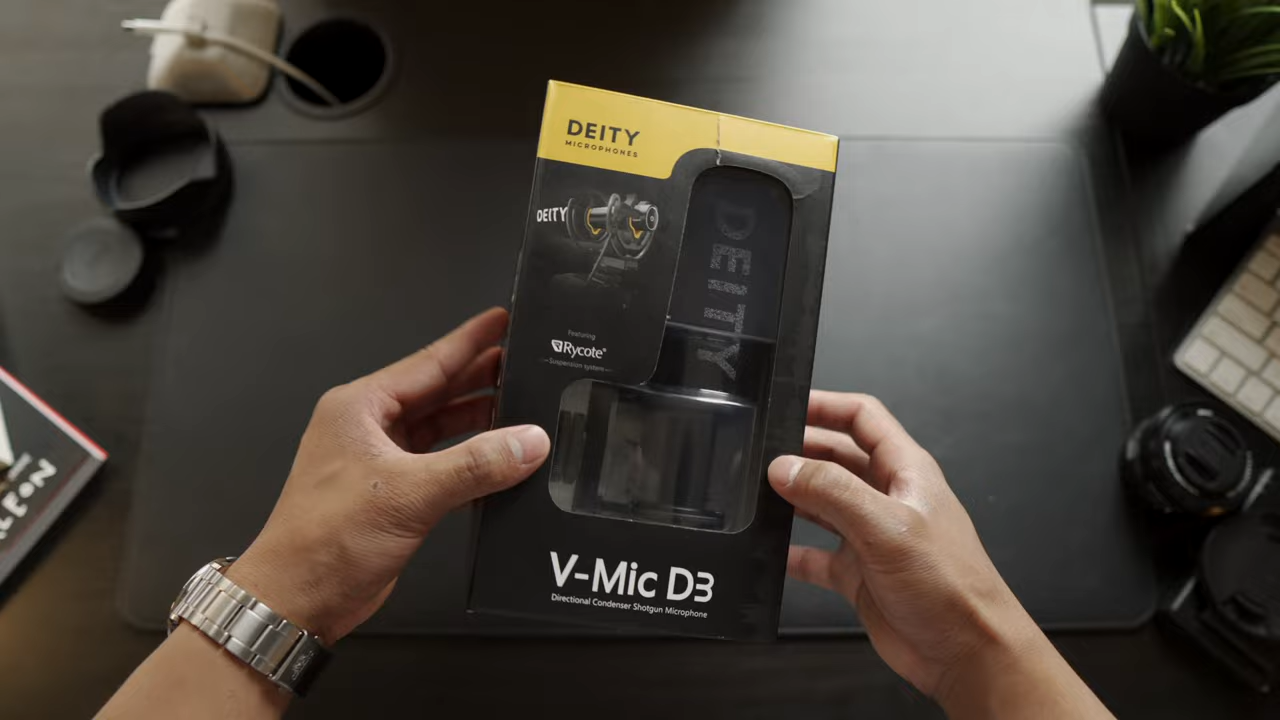 DEITY
MICROPHONES
DEITY
DEITY
Featuring
Rycote®
Suspension system
V-Mic D3
Directional Condenser Shotgun Microphone